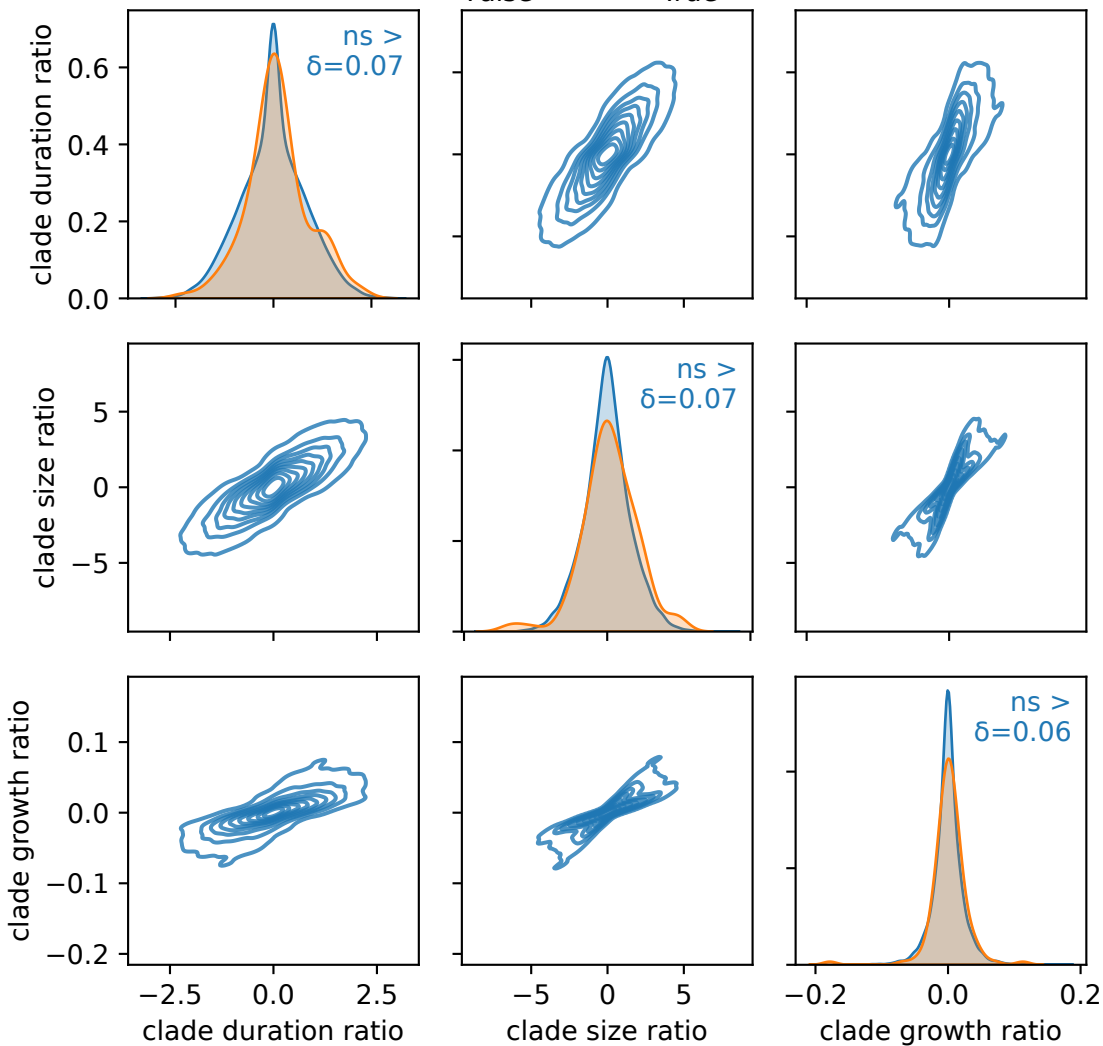 clade duration ratio
0.6
0.4
0.2
0.0
ns >
δ=0.07
clade size ratio
5
0
−5
ns >
δ=0.07
clade growth ratio
0.1
0.0
−0.1
−0.2
ns >
δ=0.06
−2.5 0.0 2.5
clade duration ratio
−5 0 5
clade size ratio
−0.2 0.0 0.2
clade growth ratio